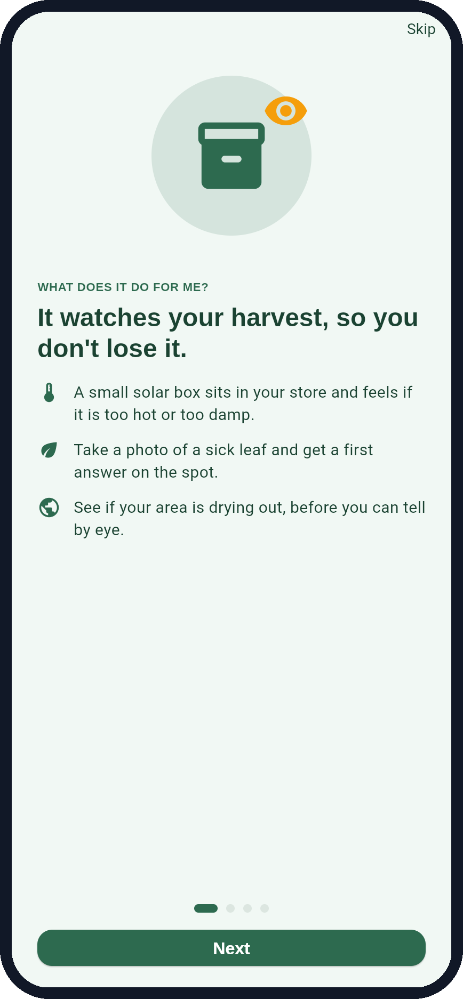 Skip
WHAT DOES IT DO FOR ME?
It watches your harvest, so you
don't lose it.
A small solar box sits in your store and feels if
it is too hot or too damp.
Take a photo of a sick leaf and get a first
answer on the spot.
See if your area is drying out, before you can tell
by eye.
Next